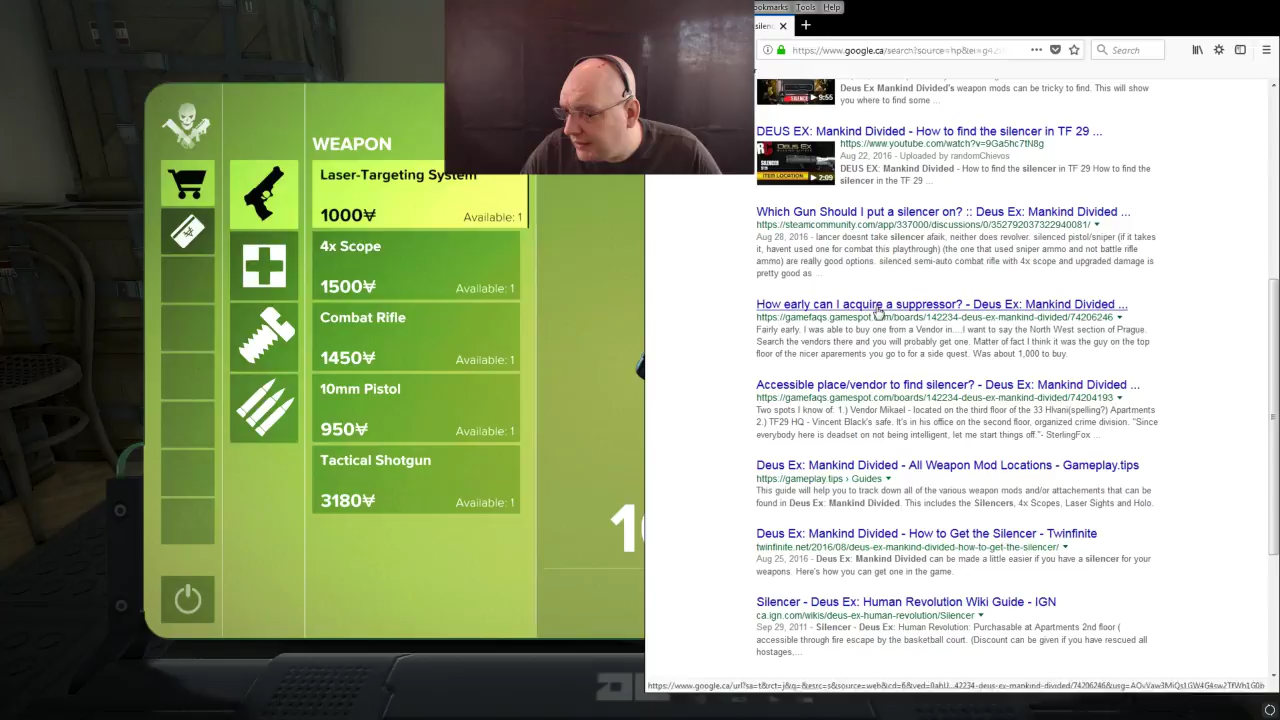 ookmarks Tools Help
silenc
https://www.google.ca/search?source=hp&ei=g4
Search
WEAPON
Laser-Targeting System
1000₩ Available: 1
4x Scope
1500₩ Available: 1
Combat Rifle
1450₩ Available: 1
10mm Pistol
950₩ Available: 1
Tactical Shotgun
3180₩ Available: 1
9:55
Deus Ex Mankind Divided's weapon mods can be tricky to find. This will show
you where to find some ...
DEUS EX: Mankind Divided - How to find the silencer in TF 29 ...
https://www.youtube.com/watch?v=9Ga5hc7tN8g
Aug 22, 2016 - Uploaded by randomChievos
DEUS EX: Mankind Divided - How to find the silencer in TF 29 How to find the
silencer in the TF 29 ...
2:09
Which Gun Should I put a silencer on? :: Deus Ex: Mankind Divided ...
https://steamcommunity.com/app/337000/discussions/0/352792037322940081/
Aug 28, 2016 - lancer doesnt take silencer afaik, neither does revolver: silenced pistol/sniper (if it takes
it, havent used one for combat this playthrough) (the one that used sniper ammo and not battle rifle
ammo) are really good options. silenced semi-auto combat rifle with 4x scope and upgraded damage is
pretty good as ...
How early can I acquire a suppressor? - Deus Ex: Mankind Divided ...
https://gamefaqs.gamespot.com/boards/142234-deus-ex-mankind-divided/74206246
Fairly early. I was able to buy one from a Vendor in....I want to say the North West section of Prague.
Search the vendors there and you will probably get one. Matter of fact I think it was the guy on the top
floor of the nicer aparements you go to for a side quest. Was about 1,000 to buy.
Accessible place/vendor to find silencer? - Deus Ex: Mankind Divided ...
https://gamefaqs.gamespot.com/boards/142234-deus-ex-mankind-divided/74204193
Two spots I know of. 1.) Vendor Mikael - located on the third floor of the 33 Hlvani(spelling?) Apartments
2.) TF29 HQ - Vincent Black's safe. It's in his office on the second floor, organized crime division. "Since
everybody here is deadset on not being intelligent, let me start things off."- SterlingFox ...
Deus Ex: Mankind Divided - All Weapon Mod Locations - Gameplay.tips
https://gameplay.tips › Guides
This guide will help you to track down all of the various weapon mods and/or attachements that can be
found in Deus Ex: Mankind Divided. This includes the Silencers, 4x Scopes, Laser Sights and Holo.
Deus Ex: Mankind Divided - How to Get the Silencer - Twinfinite
twinfinite.net/2016/08/deus-ex-mankind-divided-how-to-get-the-silencer/
Aug 25, 2016 - Deus Ex: Mankind Divided can be made a little easier if you have a silencer for your
weapons. Here's how you can get one in the game.
Silencer - Deus Ex: Human Revolution Wiki Guide - IGN
ca.ign.com/wikis/deus-ex-human-revolution/Silencer
Sep 29, 2011 - Silencer - Deus Ex: Human Revolution: Purchasable at Apartments 2nd floor (
accessible through fire escape by the basketball court. (Discount can be given if you have rescued all
hostages,...